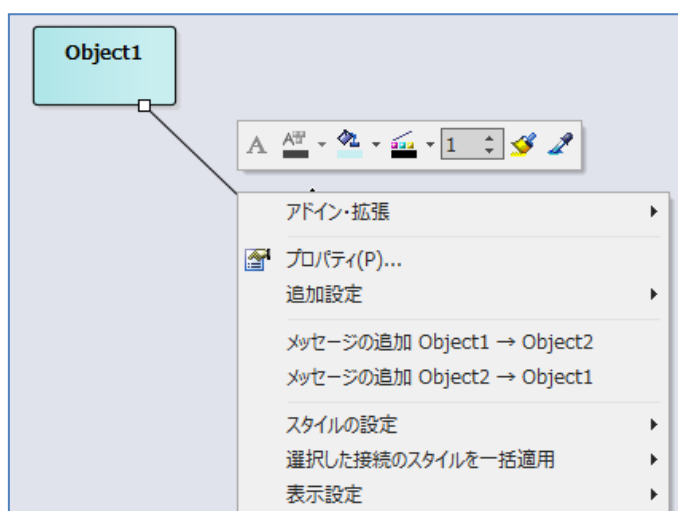 Object1
A A字 1
アドイン・拡張
プロパティ(P)...
追加設定
メッセージの追加 Object1 → Object2
メッセージの追加 Object2 → Object1
スタイルの設定
選択した接続のスタイルを一括適用
表示設定